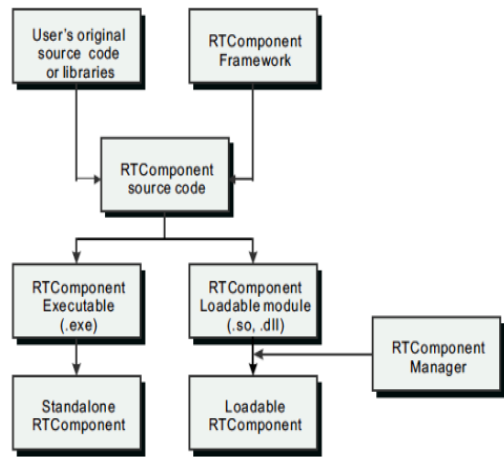 User's original
source code
or libraries
RTComponent
Framework
RTComponent
source code
RTComponent
Executable
(.exe)
RTComponent
Loadable module
(.so, .dll)
RTComponent
Manager
Standalone
RTComponent
Loadable
RTComponent